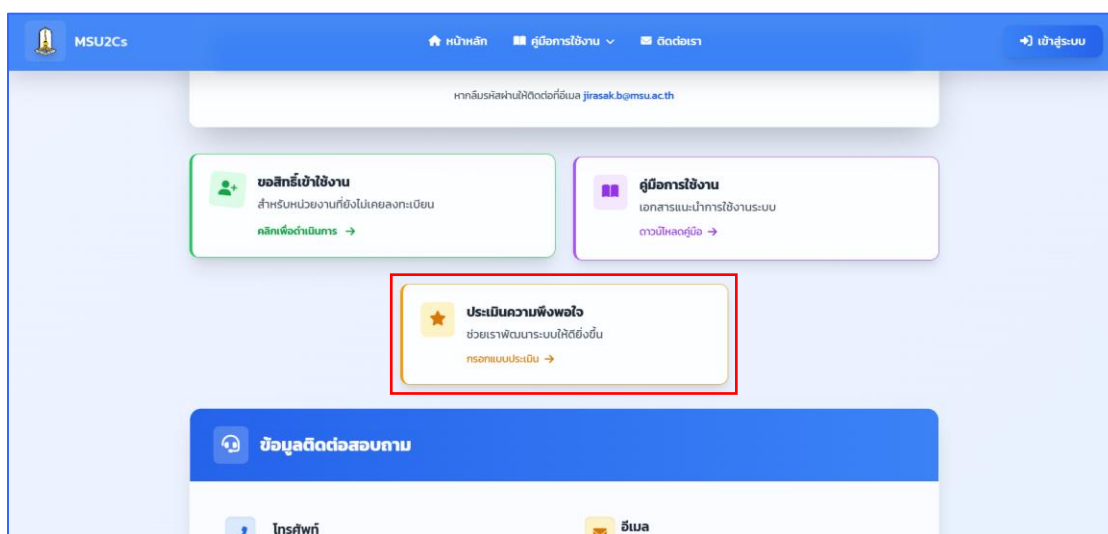 MSU2Cs
หน้าหลัก
คู่มือการใช้งาน
ติดต่อเรา
เข้าสู่ระบบ
หากลืมรหัสผ่านให้ติดต่อที่อีเมล jirasak.b@msu.ac.th
ขอสิทธิ์เข้าใช้งาน
สำหรับหน่วยงานที่ยังไม่เคยลงทะเบียน
คลิกเพื่อดำเนินการ →
คู่มือการใช้งาน
เอกสารแนะนำการใช้งานระบบ
ดาวน์โหลดคู่มือ →
ประเมินความพึงพอใจ
ช่วยเราพัฒนาระบบให้ดียิ่งขึ้น
กรอกแบบประเมิน →
ข้อมูลติดต่อสอบถาม
โทรศัพท์
อีเมล